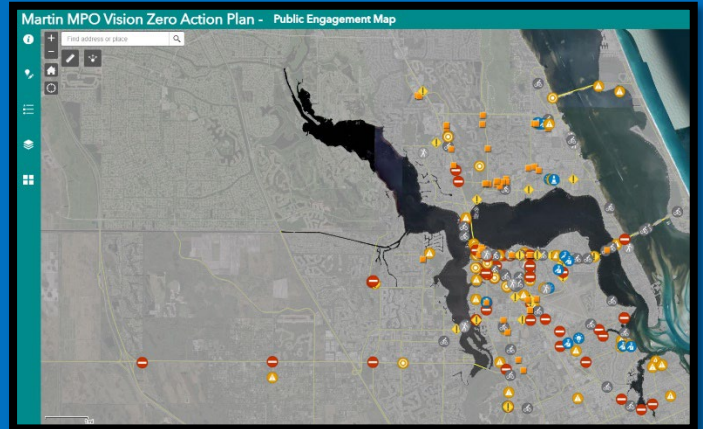 Martin MPO Vision Zero Action Plan - Public Engagement Map
Find address or place